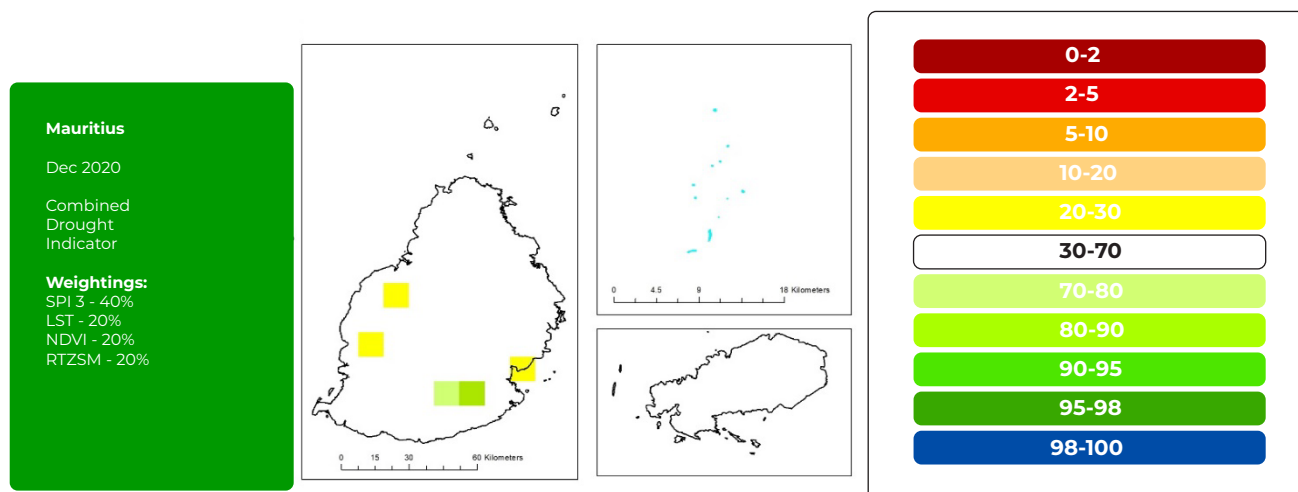 Mauritius
Dec 2020
Combined
Drought
Indicator
Weightings:
SPI 3 - 40%
LST - 20%
NDVI - 20%
RTZSM - 20%
0 15 30 60 Kilometers
0 4.5 9 18 Kilometers
0-2
2-5
5-10
10-20
20-30
30-70
70-80
80-90
90-95
95-98
98-100